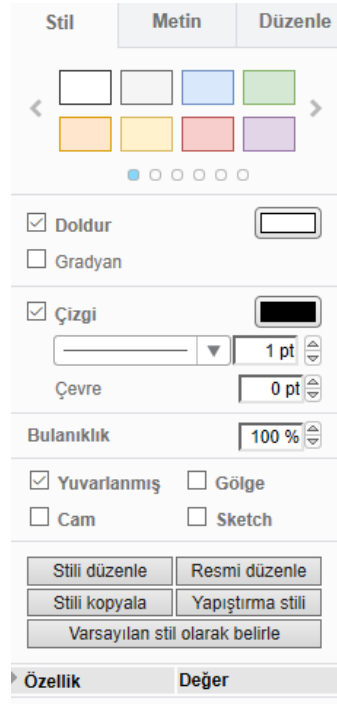 Stil Metin Düzenle
Doldur
Gradyan
Çizgi
1 pt
Çevre 0 pt
Bulanıklık 100 %
Yuvarlanmış Gölge
Cam Sketch
Stili düzenle Resmi düzenle
Stili kopyala Yapıştırma stili
Varsayılan stil olarak belirle
Özellik Değer